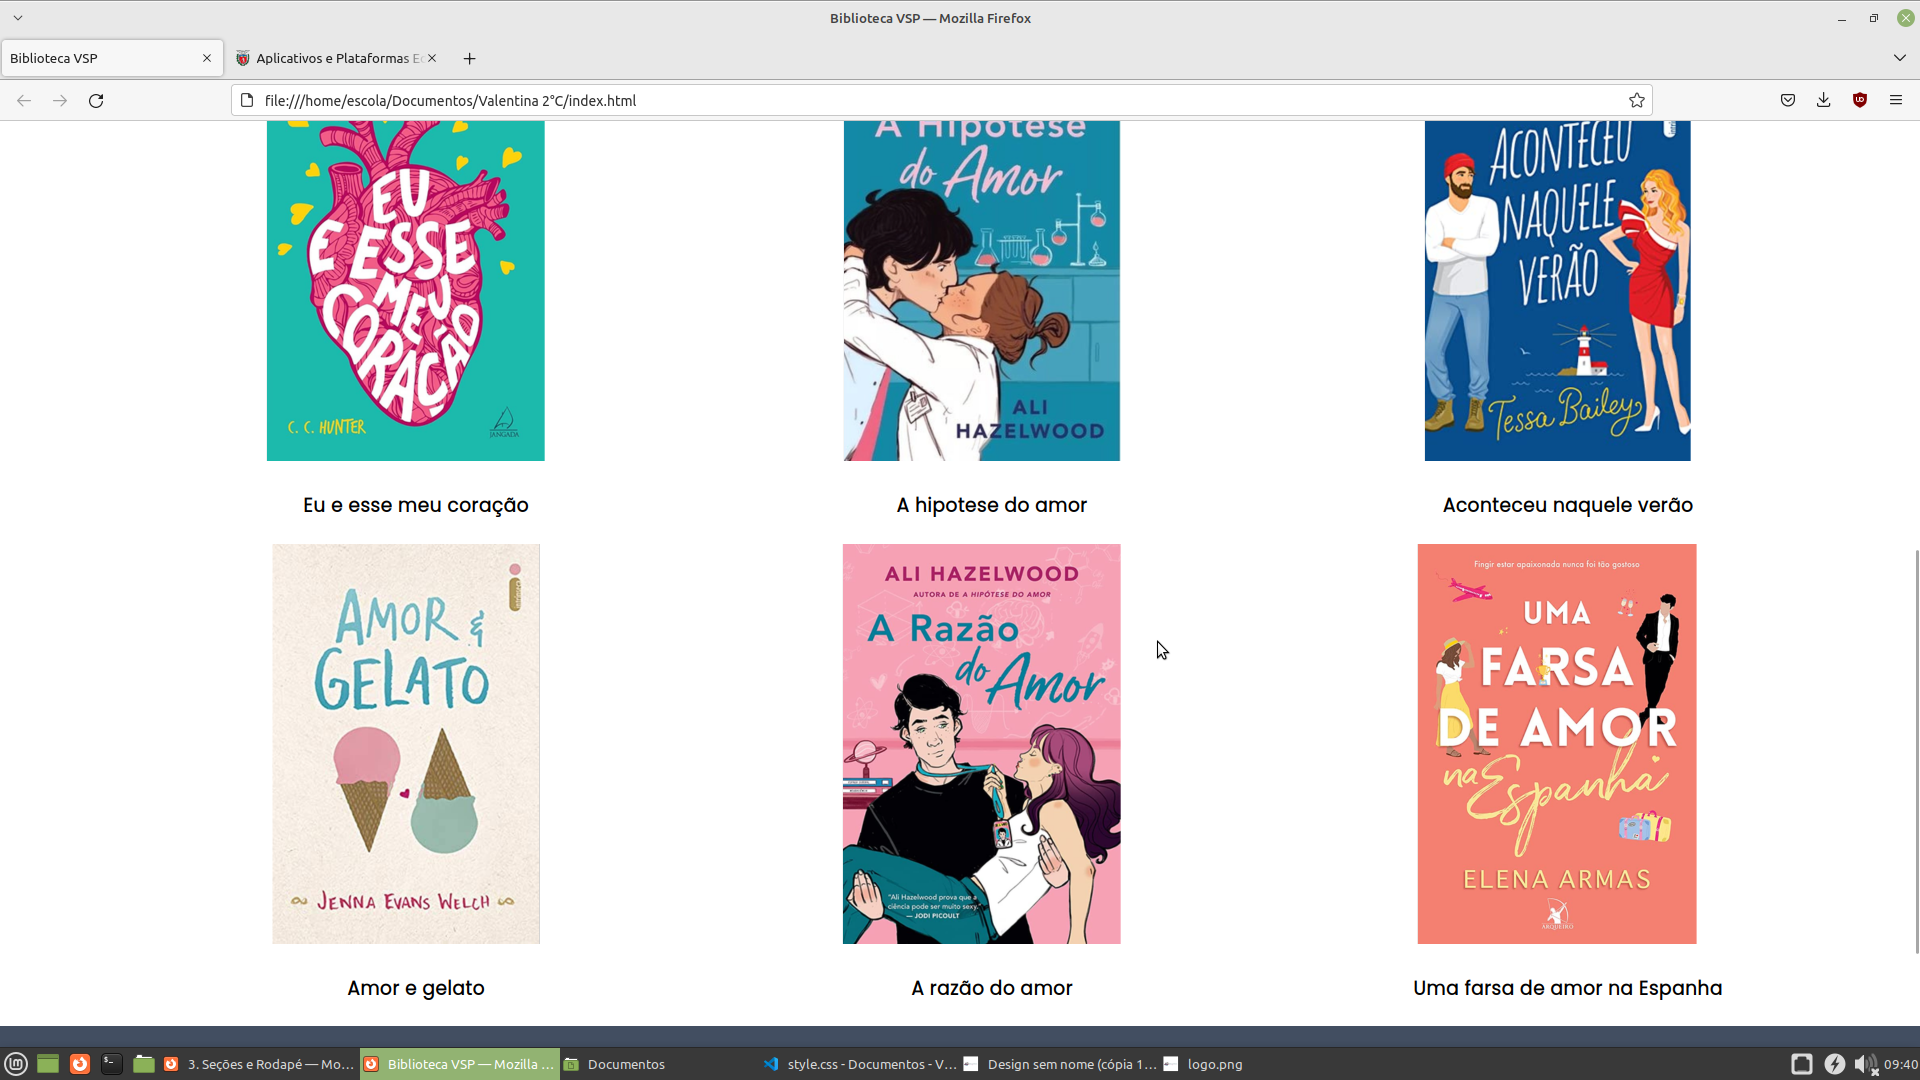 Biblioteca VSP — Mozilla Firefox
Biblioteca VSP
Aplicativos e Plataformas Ec
file:///home/escola/Documentos/Valentina 2°C/index.html
EU
E ESSE
MEU
CORAÇÃO
C. C. HUNTER
JANGADA
A Hipótese
do Amor
ALI
HAZELWOOD
ACONTECEU
NAQUELE
VERÃO
Tessa Bailey
Eu e esse meu coração
A hipotese do amor
Aconteceu naquele verão
AMOR &
GELATO
JENNA EVANS WELCH
ALI HAZELWOOD
AUTORA DE A HIPÓTESE DO AMOR
A Razão
do Amor
"Ali Hazelwood prova que a
ciência pode ser muito sexy."
— JODI PICOULT
Fingir estar apaixonada nunca foi tão gostoso
UMA
FARSA
DE AMOR
na Espanha
ELENA ARMAS
ARQUEIRO
Amor e gelato
A razão do amor
Uma farsa de amor na Espanha
3. Seções e Rodapé — Mo...
Biblioteca VSP — Mozilla ...
Documentos
style.css - Documentos - V...
Design sem nome (cópia 1...
logo.png
09:40